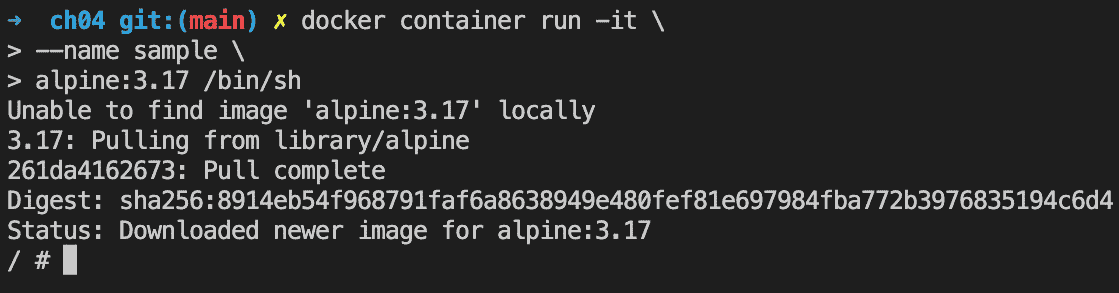 ➜  ch04 git:(main) ✗ docker container run -it \
> --name sample \
> alpine:3.17 /bin/sh
Unable to find image 'alpine:3.17' locally
3.17: Pulling from library/alpine
261da4162673: Pull complete
Digest: sha256:8914eb54f968791faf6a8638949e480fef81e697984fba772b3976835194c6d4
Status: Downloaded newer image for alpine:3.17
/ #